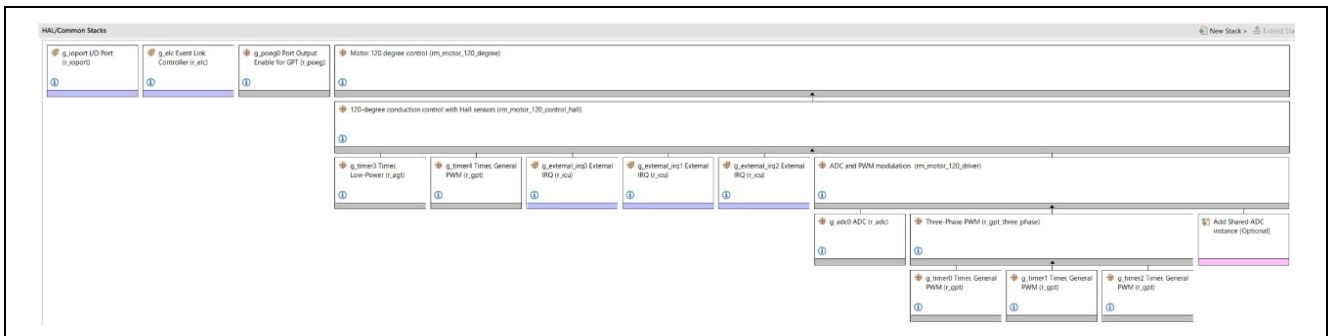 HAL/Common Stacks
New Stack >
Extend Sta
g_ioport I/O Port
(r_ioport)
g_elc Event Link
Controller (r_elc)
g_poeg0 Port Output
Enable for GPT (r_poeg)
Motor 120 degree control (rm_motor_120_degree)
120-degree conduction control with Hall sensors (rm_motor_120_control_hall)
g_timer3 Timer,
Low-Power (r_agt)
g_timer4 Timer, General
PWM (r_gpt)
g_external_irq0 External
IRQ (r_icu)
g_external_irq1 External
IRQ (r_icu)
g_external_irq2 External
IRQ (r_icu)
ADC and PWM modulation (rm_motor_120_driver)
g_adc0 ADC (r_adc)
Three-Phase PWM (r_gpt_three_phase)
Add Shared ADC
instance [Optional]
g_timer0 Timer, General
PWM (r_gpt)
g_timer1 Timer, General
PWM (r_gpt)
g_timer2 Timer, General
PWM (r_gpt)